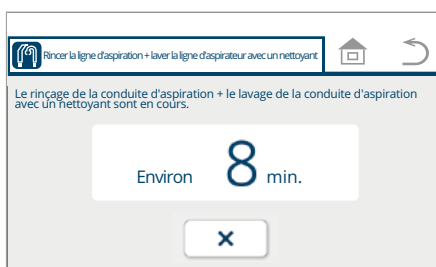 Rincer la ligne d'aspiration + laver la ligne d'aspirateur avec un nettoyant
Le rinçage de la conduite d'aspiration + le lavage de la conduite d'aspiration
avec un nettoyant sont en cours.
Environ 8 min.